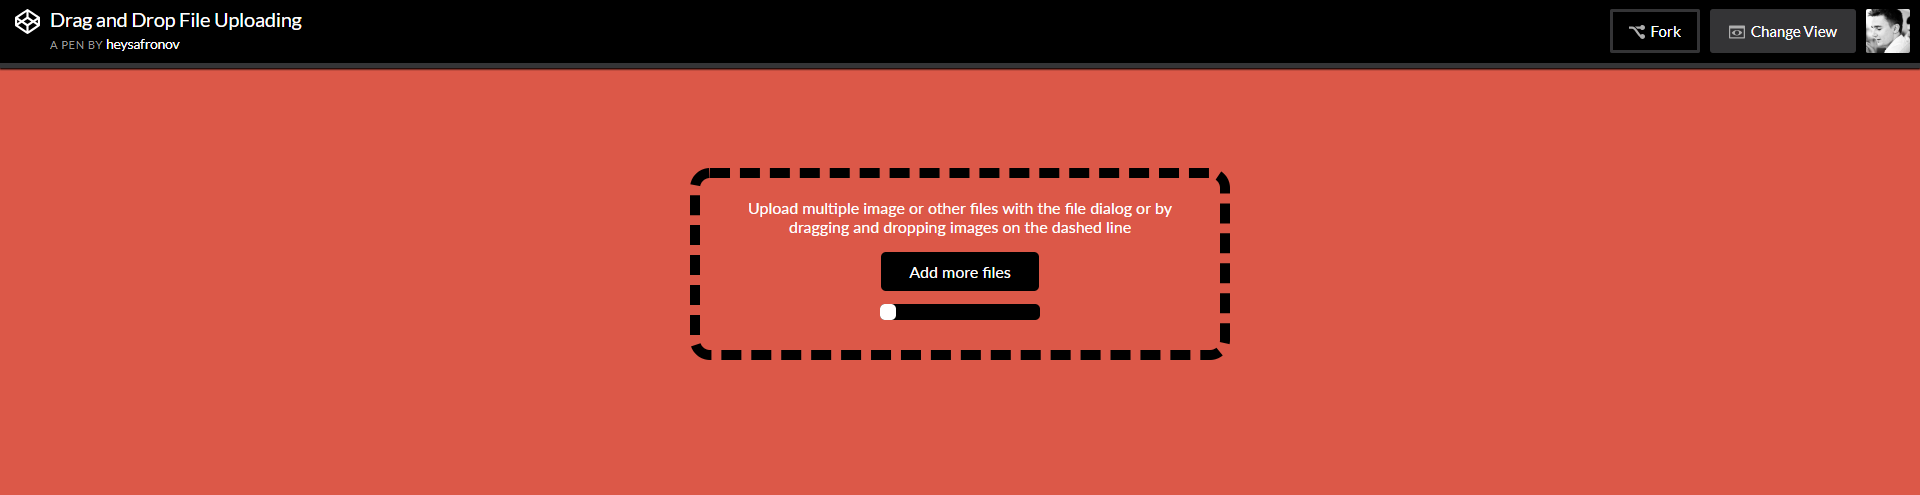 Drag and Drop File Uploading
A PEN BY heysafronov
Fork
Change View
Upload multiple image or other files with the file dialog or by
dragging and dropping images on the dashed line
Add more files